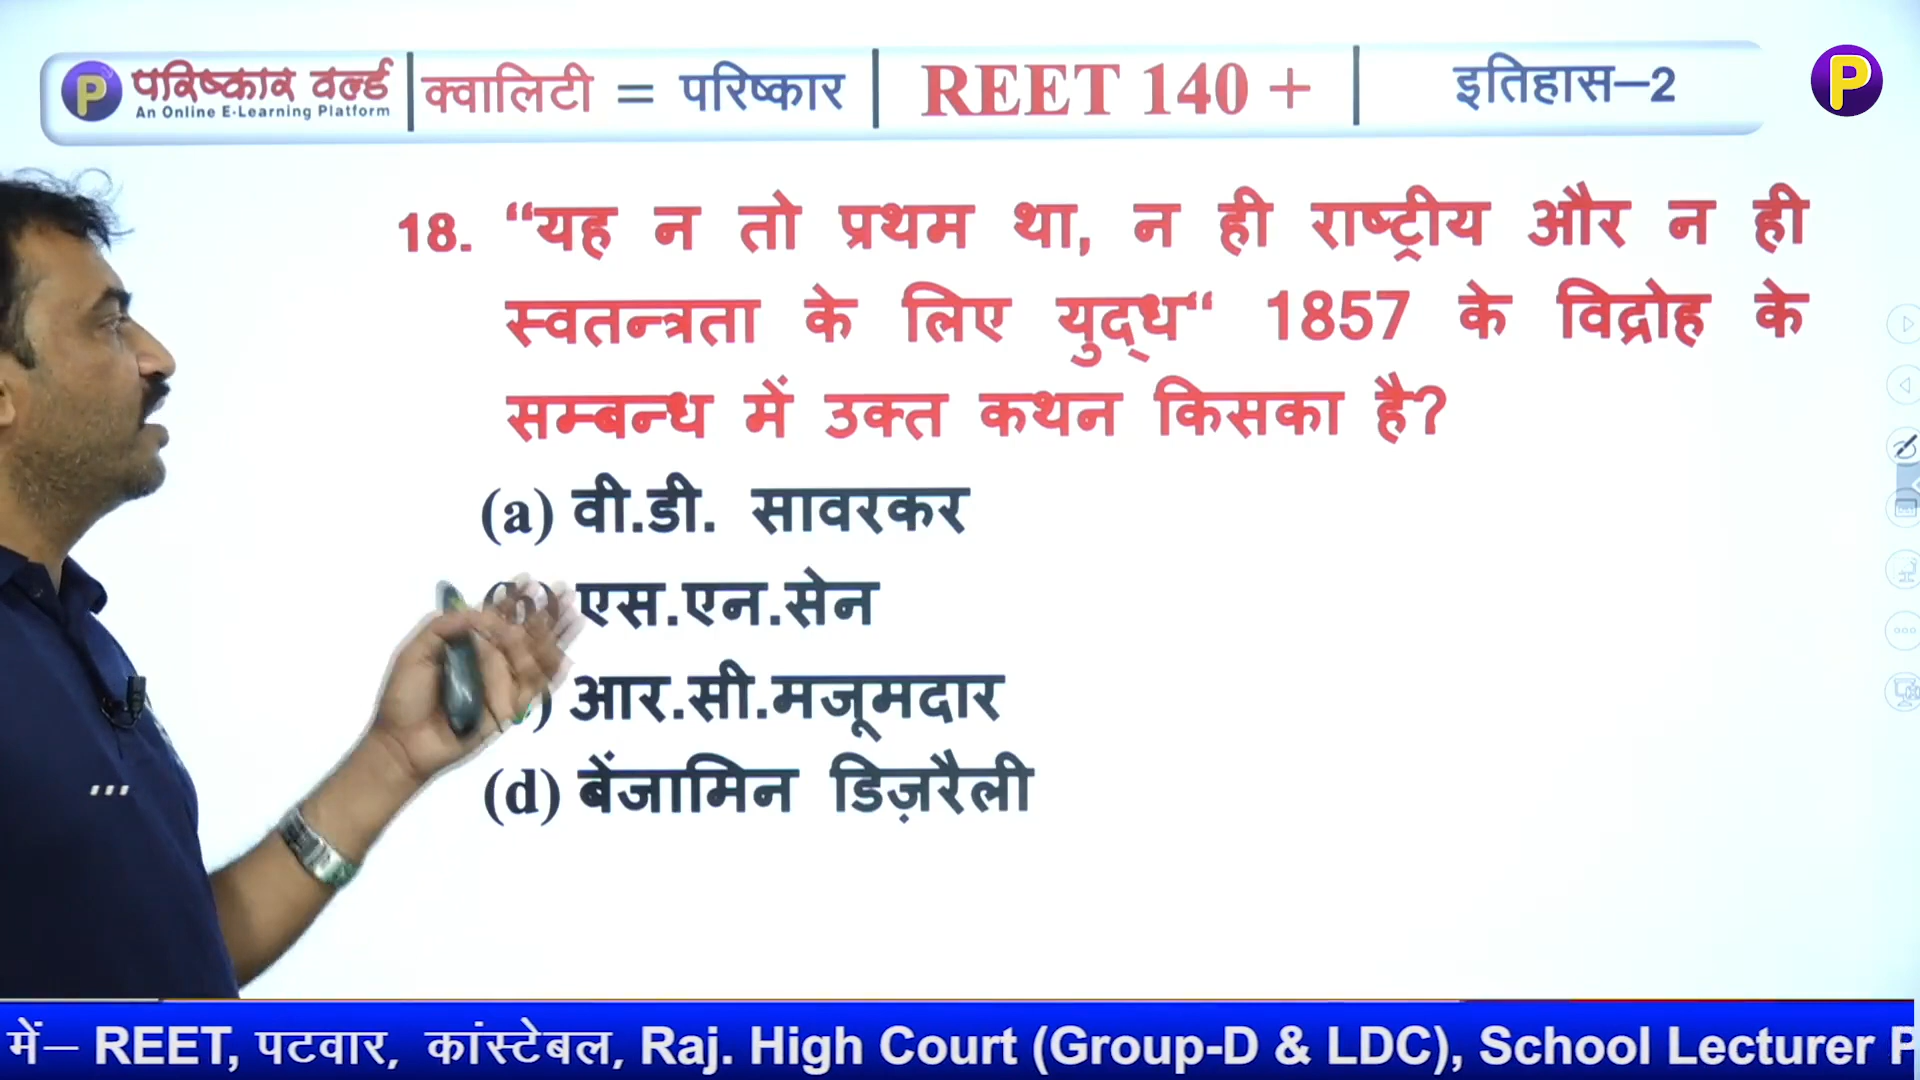 परिष्कार वर्ल्ड
An Online E-Learning Platform
क्वालिटी = परिष्कार
REET 140 +
इतिहास–2
P
18. “यह न तो प्रथम था, न ही राष्ट्रीय और न ही
स्वतन्त्रता के लिए युद्ध“ 1857 के विद्रोह के
सम्बन्ध में उक्त कथन किसका है?
(a) वी.डी. सावरकर
(b) एस.एन.सेन
आर.सी.मजूमदार
(d) बेंजामिन डिज़रैली
में– REET, पटवार, कांस्टेबल, Raj. High Court (Group-D & LDC), School Lecturer P